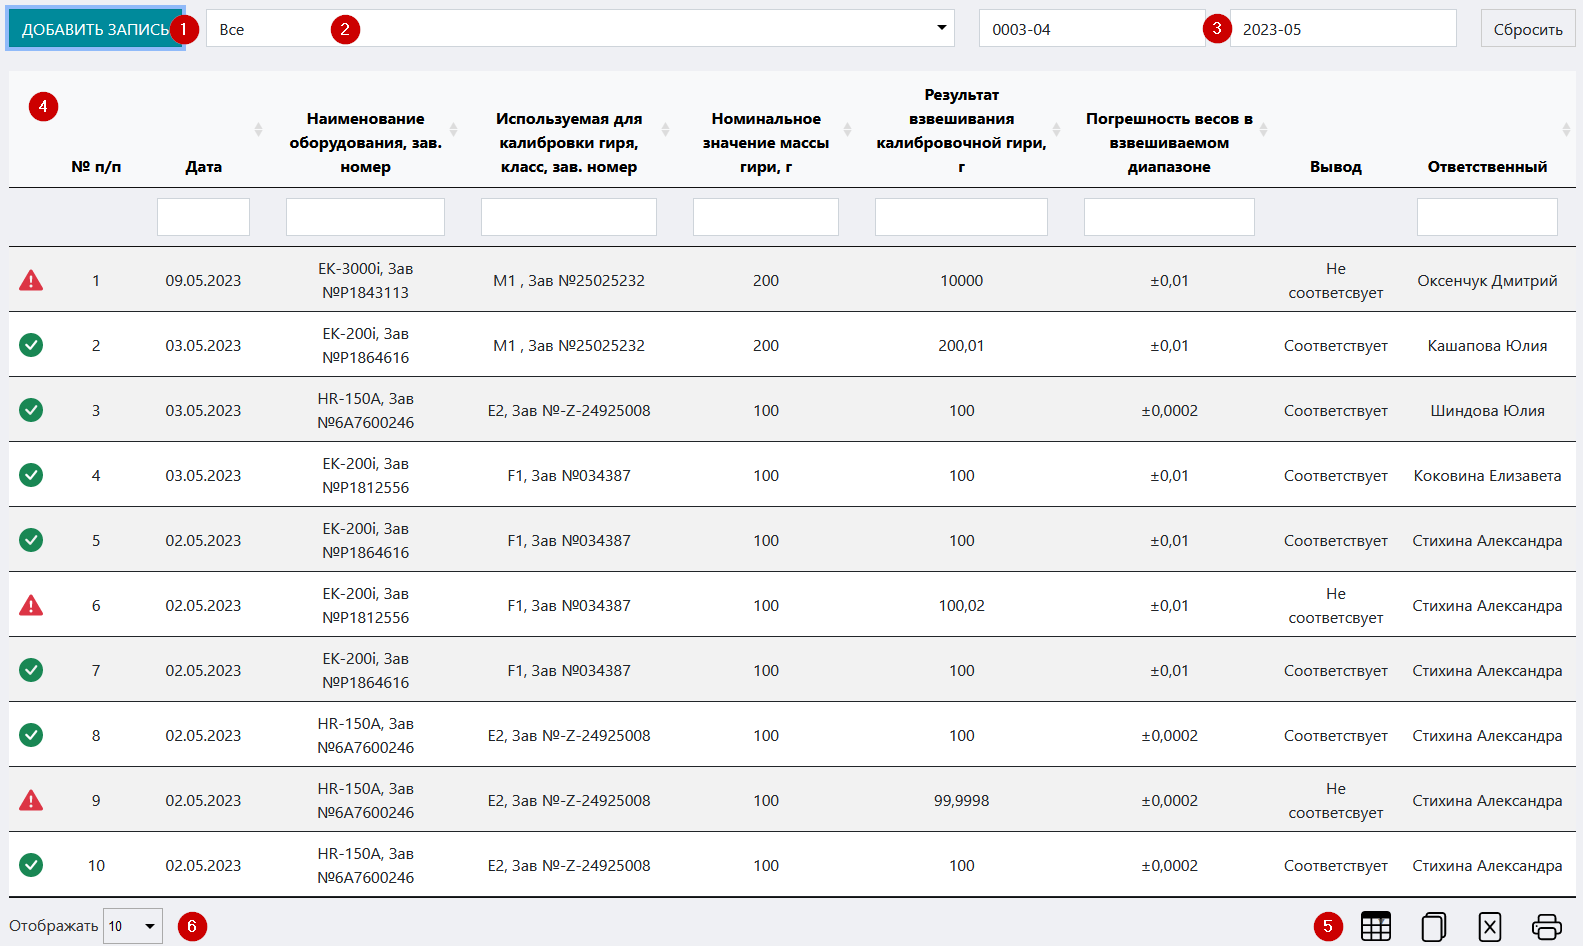 ДОБАВИТЬ ЗАПИСЬ 1 Все 2 0003-04 3 2023-05 Сбросить
4
№ п/п
Дата
Наименование
оборудования, зав.
номер
Используемая для
калибровки гиря,
класс, зав. номер
Номинальное
значение массы
гири, г
Результат
взвешивания
калибровочной гири,
г
Погрешность весов в
взвешиваемом
диапазоне
Вывод
Ответственный
1 09.05.2023 EK-3000i, Зав
№P1843113 M1 , Зав №25025232 200 10000 ±0,01 Не
соответсвует Оксенчук Дмитрий
2 03.05.2023 EK-200i, Зав
№P1864616 M1 , Зав №25025232 200 200,01 ±0,01 Соответствует Кашапова Юлия
3 03.05.2023 HR-150A, Зав
№6A7600246 E2, Зав №-Z-24925008 100 100 ±0,0002 Соответствует Шиндова Юлия
4 03.05.2023 EK-200i, Зав
№P1812556 F1, Зав №034387 100 100 ±0,01 Соответствует Коковина Елизавета
5 02.05.2023 EK-200i, Зав
№P1864616 F1, Зав №034387 100 100 ±0,01 Соответствует Стихина Александра
6 02.05.2023 EK-200i, Зав
№P1812556 F1, Зав №034387 100 100,02 ±0,01 Не
соответсвует Стихина Александра
7 02.05.2023 EK-200i, Зав
№P1864616 F1, Зав №034387 100 100 ±0,01 Соответствует Стихина Александра
8 02.05.2023 HR-150A, Зав
№6A7600246 E2, Зав №-Z-24925008 100 100 ±0,0002 Соответствует Стихина Александра
9 02.05.2023 HR-150A, Зав
№6A7600246 E2, Зав №-Z-24925008 100 99,9998 ±0,0002 Не
соответсвует Стихина Александра
10 02.05.2023 HR-150A, Зав
№6A7600246 E2, Зав №-Z-24925008 100 100 ±0,0002 Соответствует Стихина Александра
Отображать 10 6 5